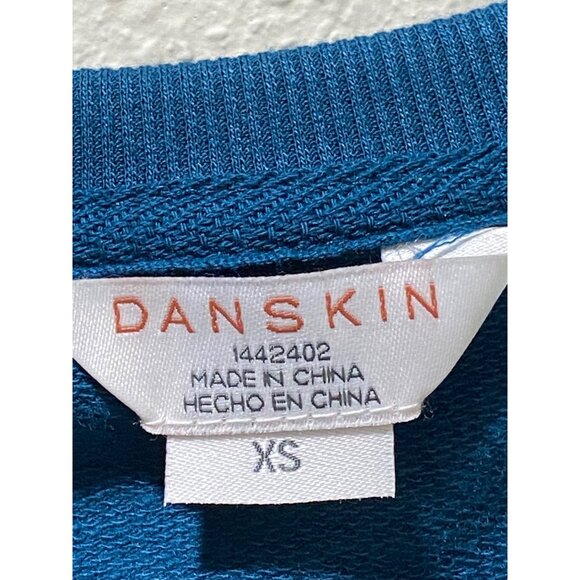 DANSKIN
1442402
MADE IN CHINA
HECHO EN CHINA
XS